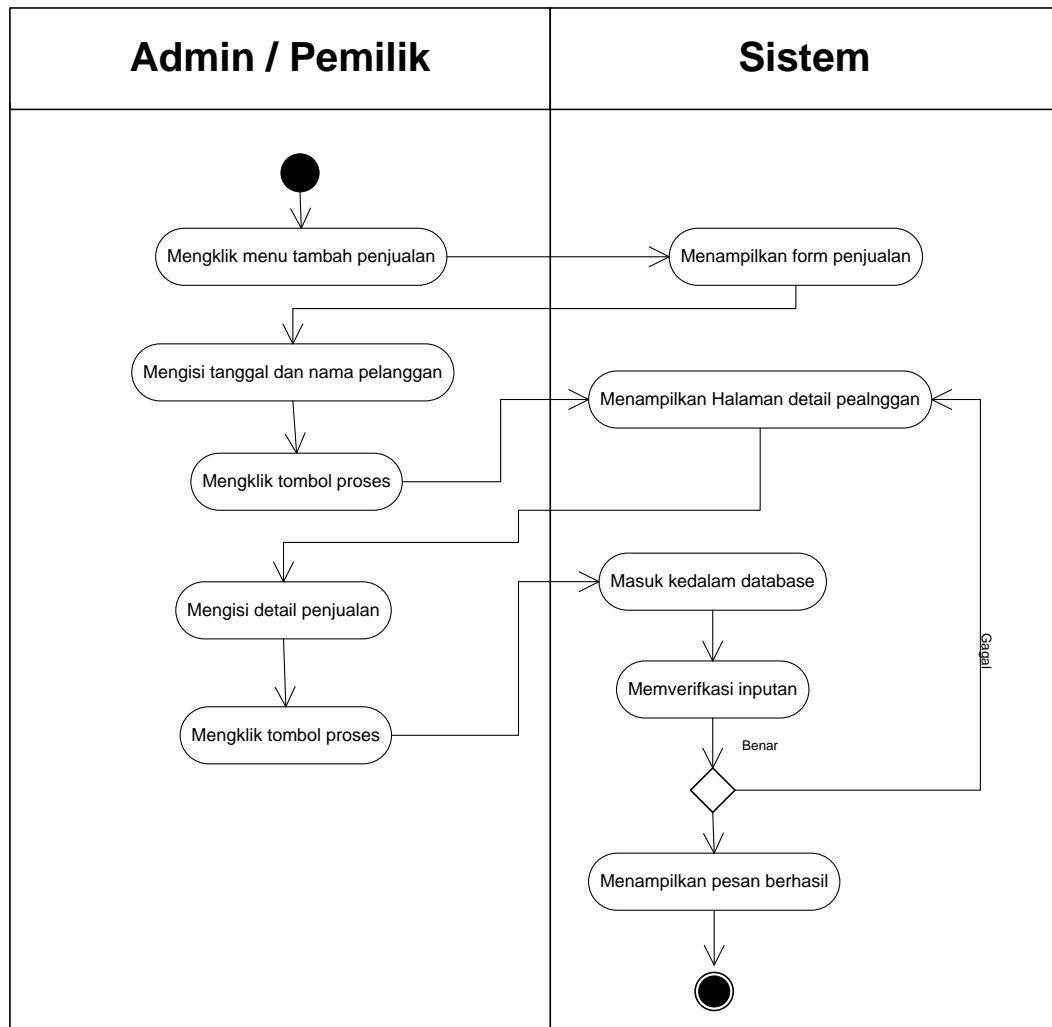 Admin / Pemilik
Sistem
Mengklik menu tambah penjualan
Menampilkan form penjualan
Mengisi tanggal dan nama pelanggan
Menampilkan Halaman detail pealnggan
Mengklik tombol proses
Masuk kedalam database
Mengisi detail penjualan
Gagal
Memverifkasi inputan
Mengklik tombol proses
Benar
Menampilkan pesan berhasil